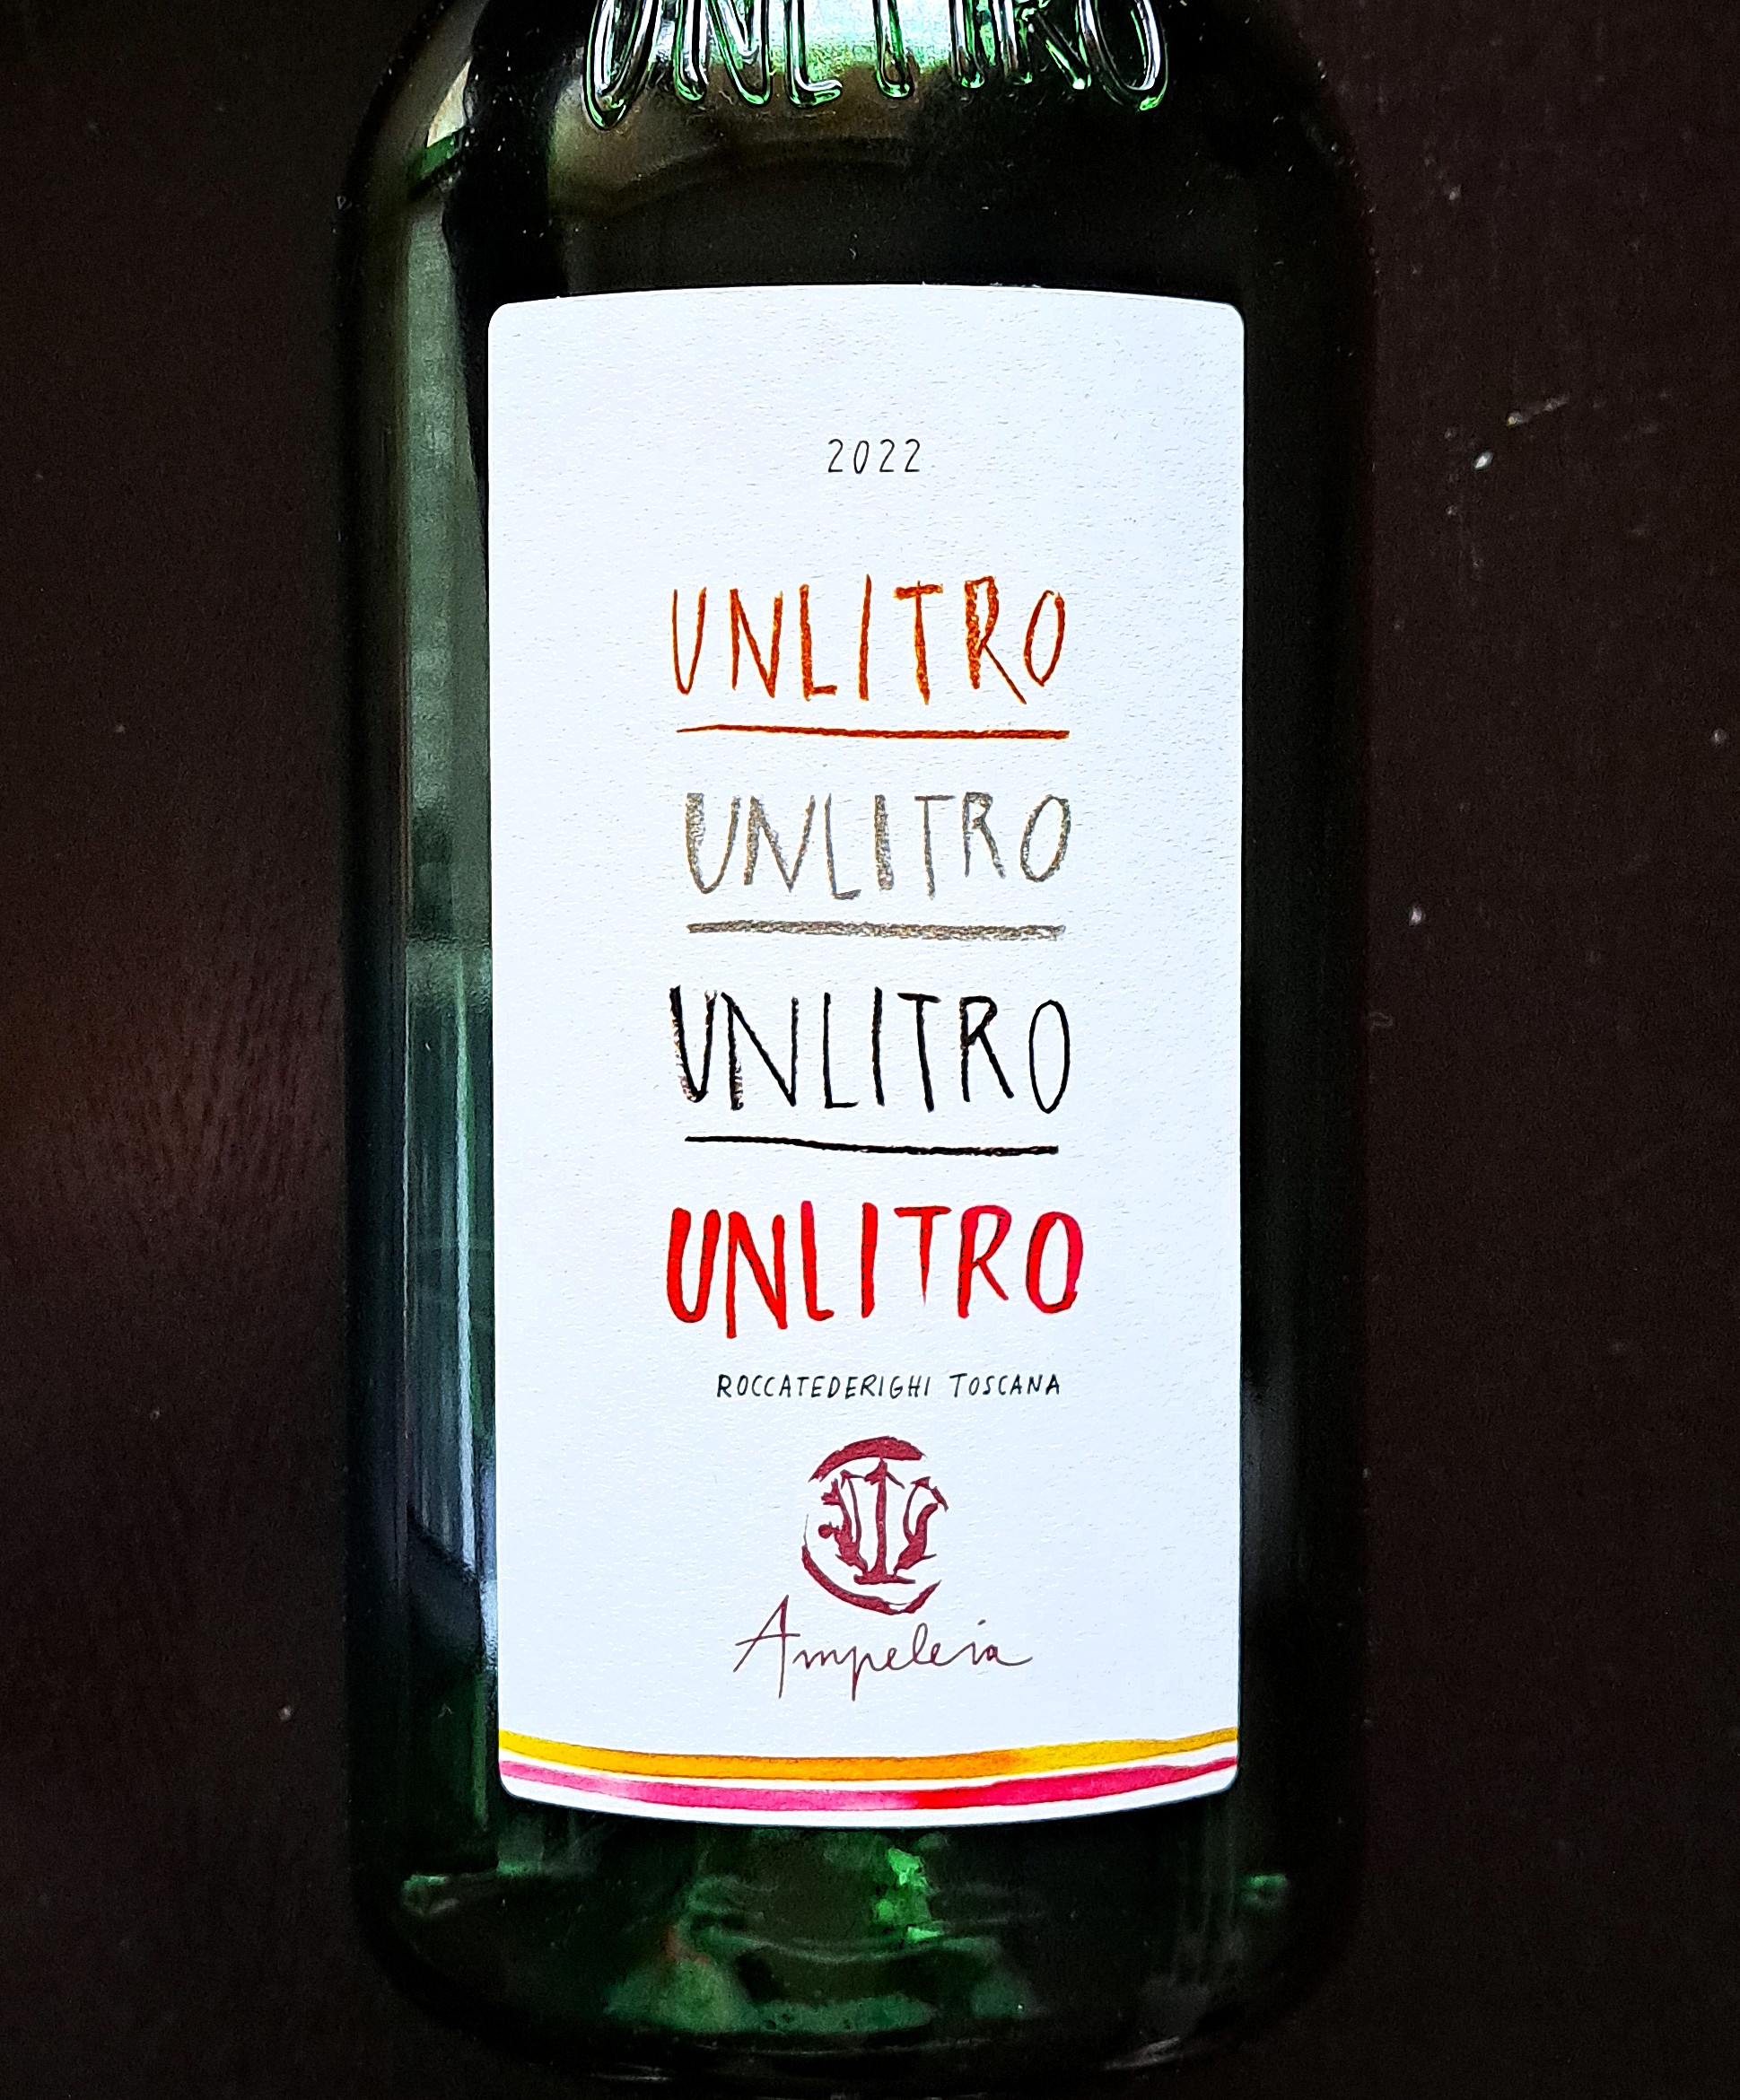 UNLITRO
2022
UNLITRO
UNLITRO
UNLITRO
UNLITRO
ROCCATEDERIGHI TOSCANA
Ampeleia